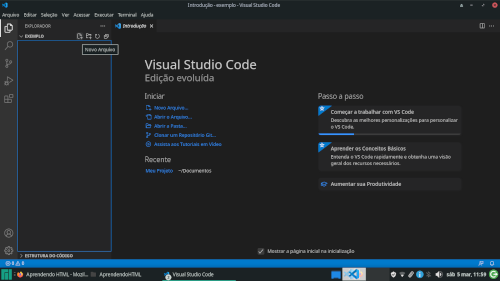 Introdução - exemplo - Visual Studio Code
Arquivo Editar Seleção Ver Acessar Executar Terminal Ajuda
EXPLORADOR
Introdução
EXEMPLO
Novo Arquivo
Visual Studio Code
Edição evoluída
Iniciar
Novo Arquivo...
Abrir o Arquivo...
Abrir a Pasta...
Clonar um Repositório Git...
Assista aos Tutoriais em Vídeo
Recente
Meu Projeto ~/Documentos
Passo a passo
Começar a trabalhar com VS Code
Descubra as melhores personalizações para personalizar
o VS Code.
Aprender os Conceitos Básicos
Entenda o VS Code rapidamente e obtenha uma visão
geral dos recursos necessários.
Aumentar sua Produtividade
Mostrar a página inicial na inicialização
ESTRUTURA DO CÓDIGO
0 0
Aprendendo HTML - Mozil...
AprendendoHTML
Visual Studio Code
sáb 5 mar, 11:59